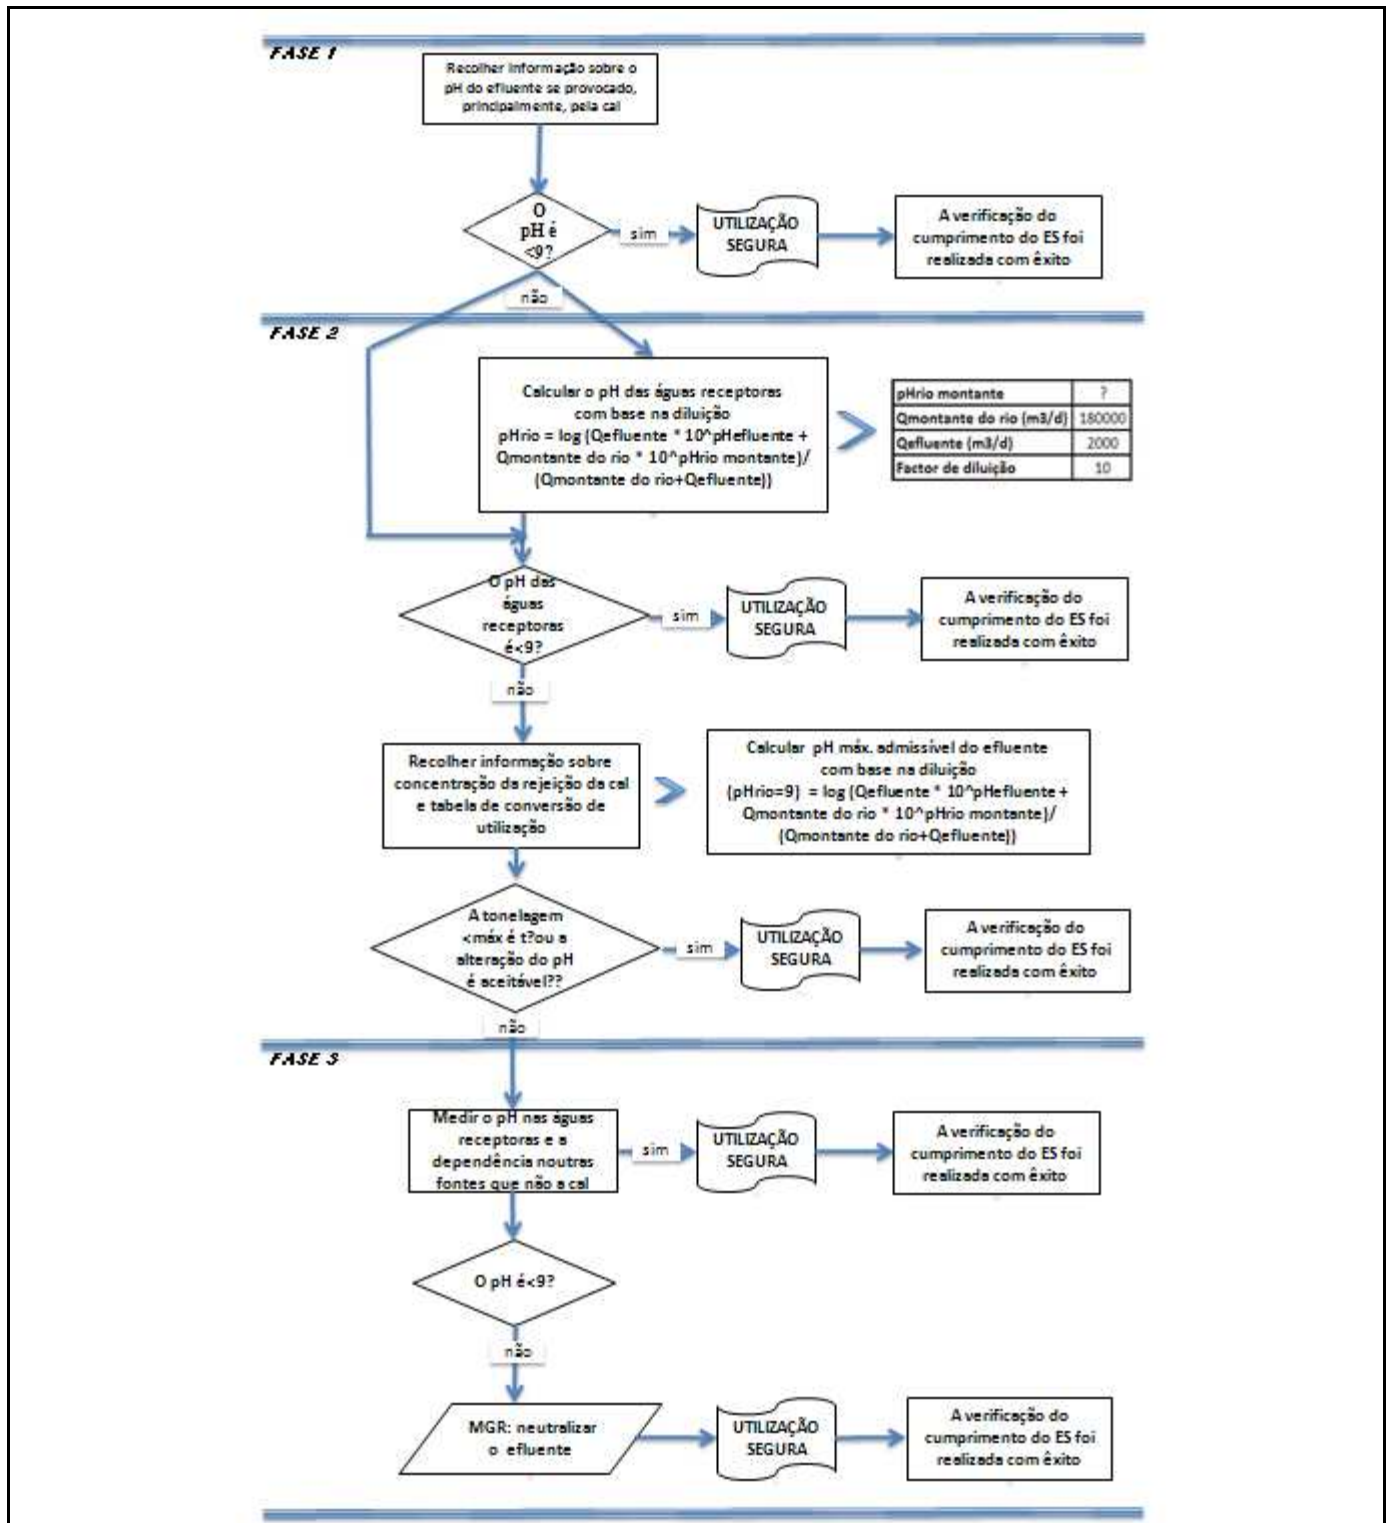 FASE 1
Recolher informação sobre o
pH do efluente se provocado,
principalmente, pela cal
O
pH é
<9?
sim
UTILIZAÇÃO
SEGURA
A verificação do
cumprimento do ES foi
realizada com êxito
não
FASE 2
Calcular o pH das águas receptoras
com base na diluição
pHrio = log (Qefluente * 10^pHefluente +
Qmontante do rio * 10^pHrio montante)/
(Qmontante do rio+Qefluente))
pHrio montante ?
Qmontante do rio (m3/d) 180000
Qefluente (m3/d) 2000
Factor de diluição 10
O pH das
águas
receptoras
é<9?
sim
UTILIZAÇÃO
SEGURA
A verificação do
cumprimento do ES foi
realizada com êxito
não
Recolher informação sobre
concentração da rejeição da cal
e tabela de conversão de
utilização
Calcular pH máx. admissível do efluente
com base na diluição
(pHrio=9) = log (Qefluente * 10^pHefluente +
Qmontante do rio * 10^pHrio montante)/
(Qmontante do rio+Qefluente))
A tonelagem
<máx é t?ou a
alteração do pH
é aceitável??
sim
UTILIZAÇÃO
SEGURA
A verificação do
cumprimento do ES foi
realizada com êxito
não
FASE 3
Medir o pH nas águas
receptoras e a
dependência noutras
fontes que não a cal
sim
UTILIZAÇÃO
SEGURA
A verificação do
cumprimento do ES foi
realizada com êxito
O pH é<9?
não
MGR: neutralizar
o efluente
UTILIZAÇÃO
SEGURA
A verificação do
cumprimento do ES foi
realizada com êxito